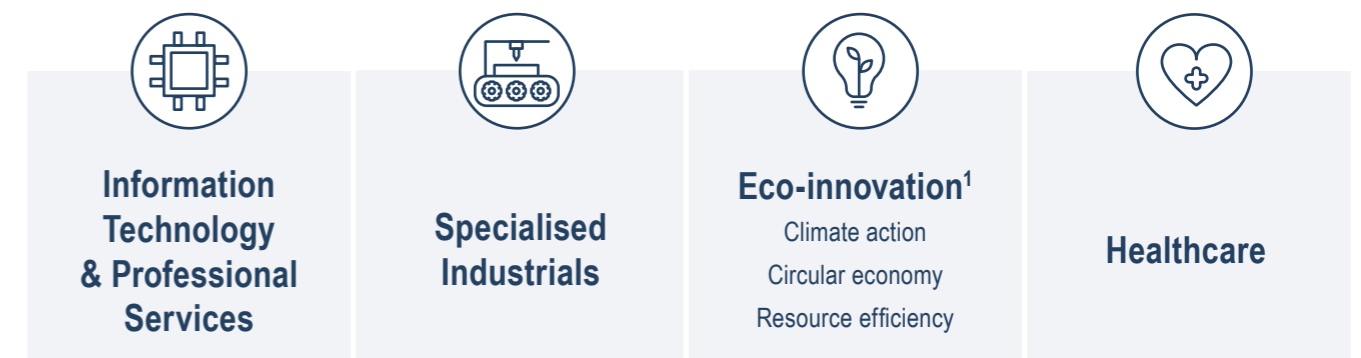 Information
Technology
& Professional
Services
Specialised
Industrials
Eco-innovation¹
Climate action
Circular economy
Resource efficiency
Healthcare